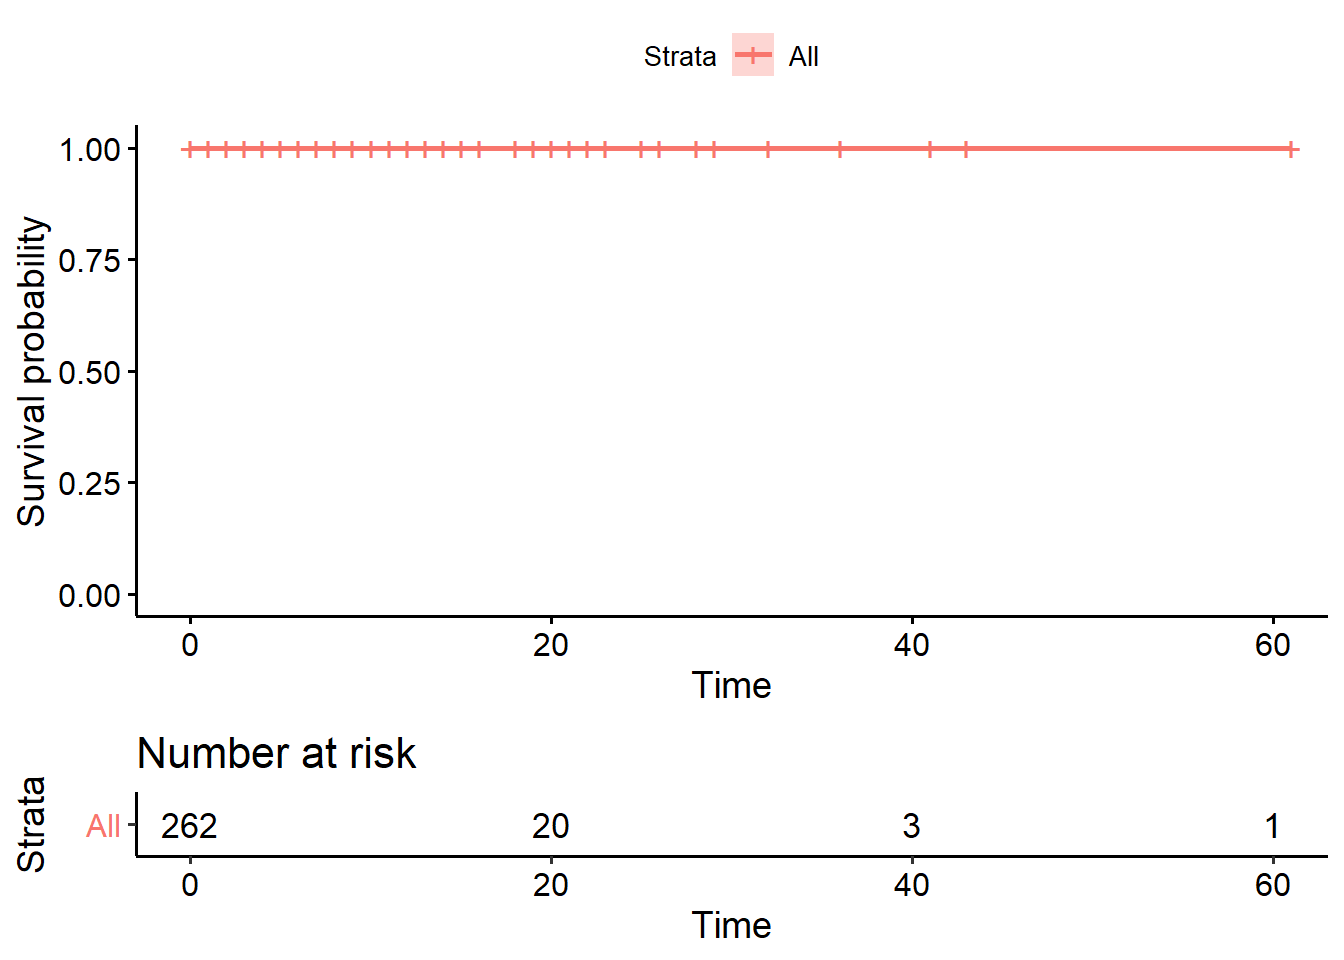 Strata All
1.00
0.75
0.50
0.25
0.00
Survival probability
0 20 40 60
Time
Number at risk
Strata
All 262 20 3 1
0 20 40 60
Time